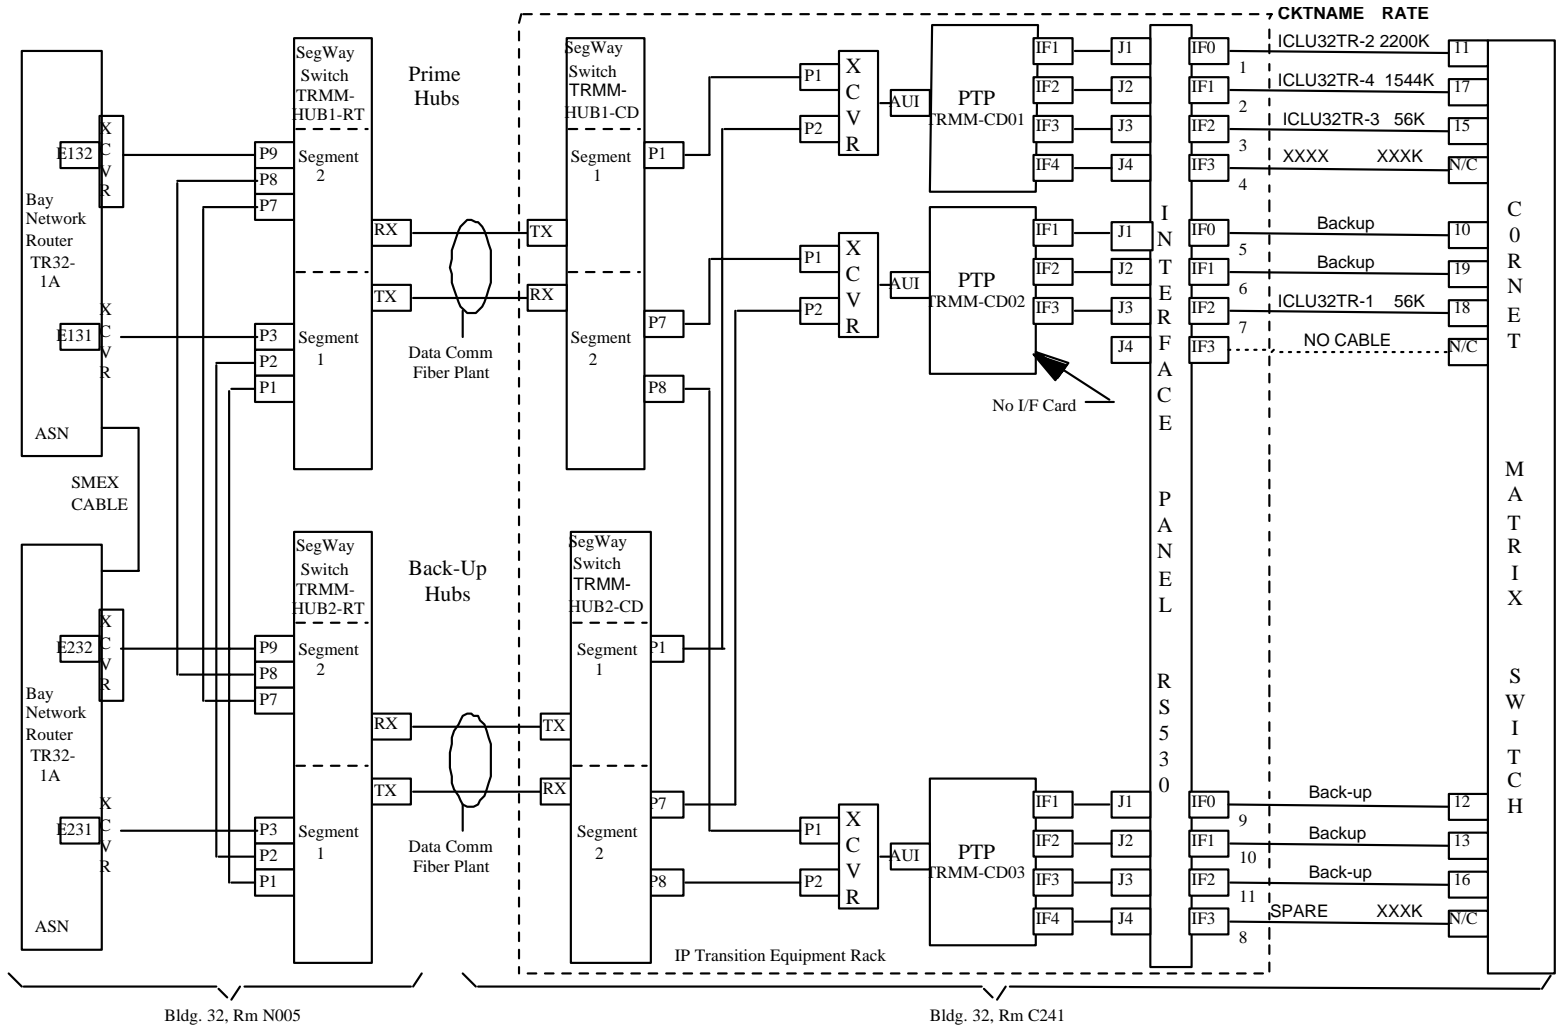 CKTNAME RATE
SegWay
Switch
TRMM-
HUB1-RT
Segment
2
P9
P8
P7
RX
TX
Segment
1
P3
P2
P1
Prime
Hubs
X
C
V
R
E132
Bay
Network
Router
TR32-
1A
X
C
V
R
E131
ASN
SMEX
CABLE
Data Comm
Fiber Plant
SegWay
Switch
TRMM-
HUB1-CD
Segment
1
P1
TX
RX
Segment
2
P7
P8
P1
P2
X
C
V
R
AUI
PTP
TRMM-CD01
IF1 J1 IF0 1 ICLU32TR-2 2200K 11
IF2 J2 IF1 2 ICLU32TR-4 1544K 17
IF3 J3 IF2 3 ICLU32TR-3 56K 15
IF4 J4 IF3 4 XXXX XXXK N/C
P1
P2
X
C
V
R
AUI
PTP
TRMM-CD02
IF1 J1 IF0 5 Backup 10
IF2 J2 IF1 6 Backup 19
IF3 J3 IF2 7 ICLU32TR-1 56K 18
J4 IF3 NO CABLE N/C
No I/F Card
I
N
T
E
R
F
A
C
E
P
A
N
E
L
R
S
5
3
0
C
0
R
N
E
T
M
A
T
R
I
X
S
W
I
T
C
H
SegWay
Switch
TRMM-
HUB2-RT
Segment
2
P9
P8
P7
RX
TX
Segment
1
P3
P2
P1
Back-Up
Hubs
X
C
V
R
E232
Bay
Network
Router
TR32-
1A
X
C
V
R
E231
ASN
Data Comm
Fiber Plant
SegWay
Switch
TRMM-
HUB2-CD
Segment
1
P1
TX
RX
Segment
2
P7
P8
P1
P2
X
C
V
R
AUI
PTP
TRMM-CD03
IF1 J1 IF0 9 Back-up 12
IF2 J2 IF1 10 Backup 13
IF3 J3 IF2 11 Back-up 16
IF4 J4 IF3 8 SPARE XXXK N/C
IP Transition Equipment Rack
Bldg. 32, Rm N005
Bldg. 32, Rm C241